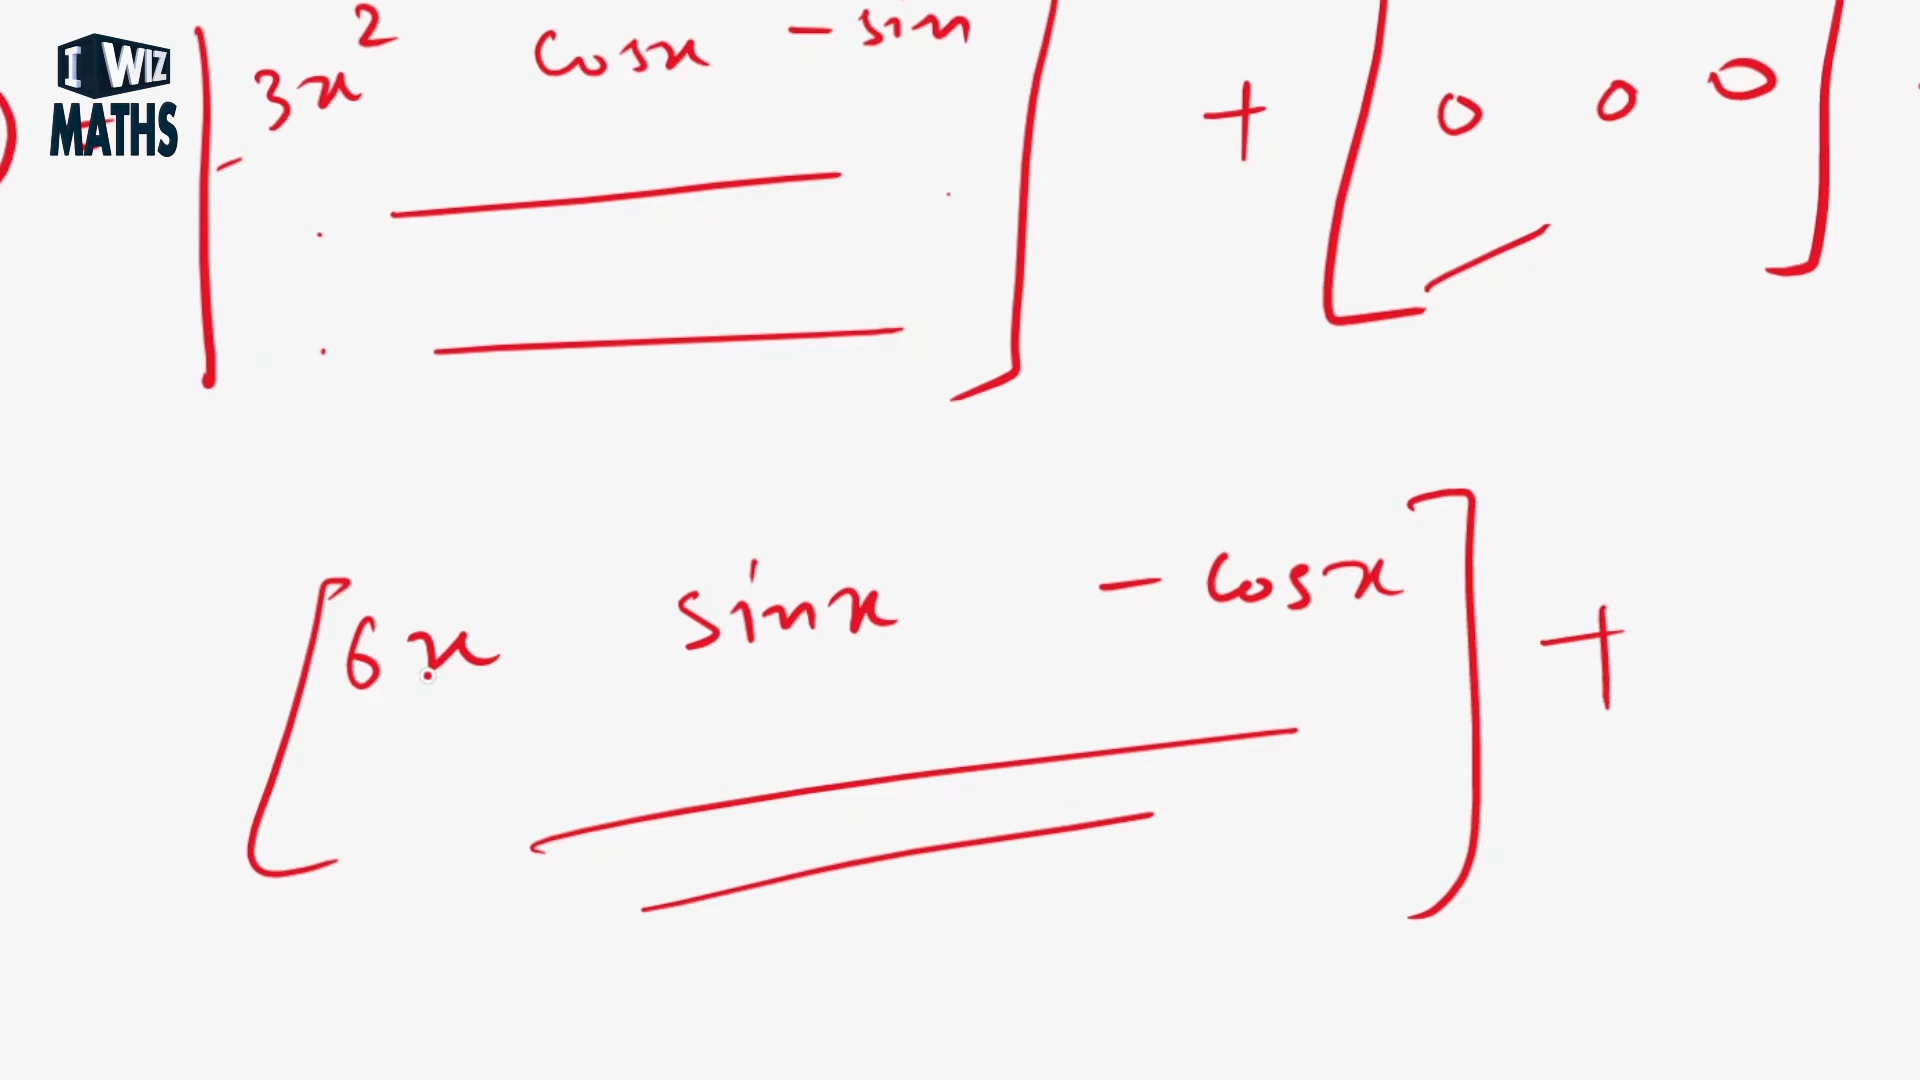 I WIZ
MATHS
3x² cosx - sin + 0 0 0
6x sinx - cosx +